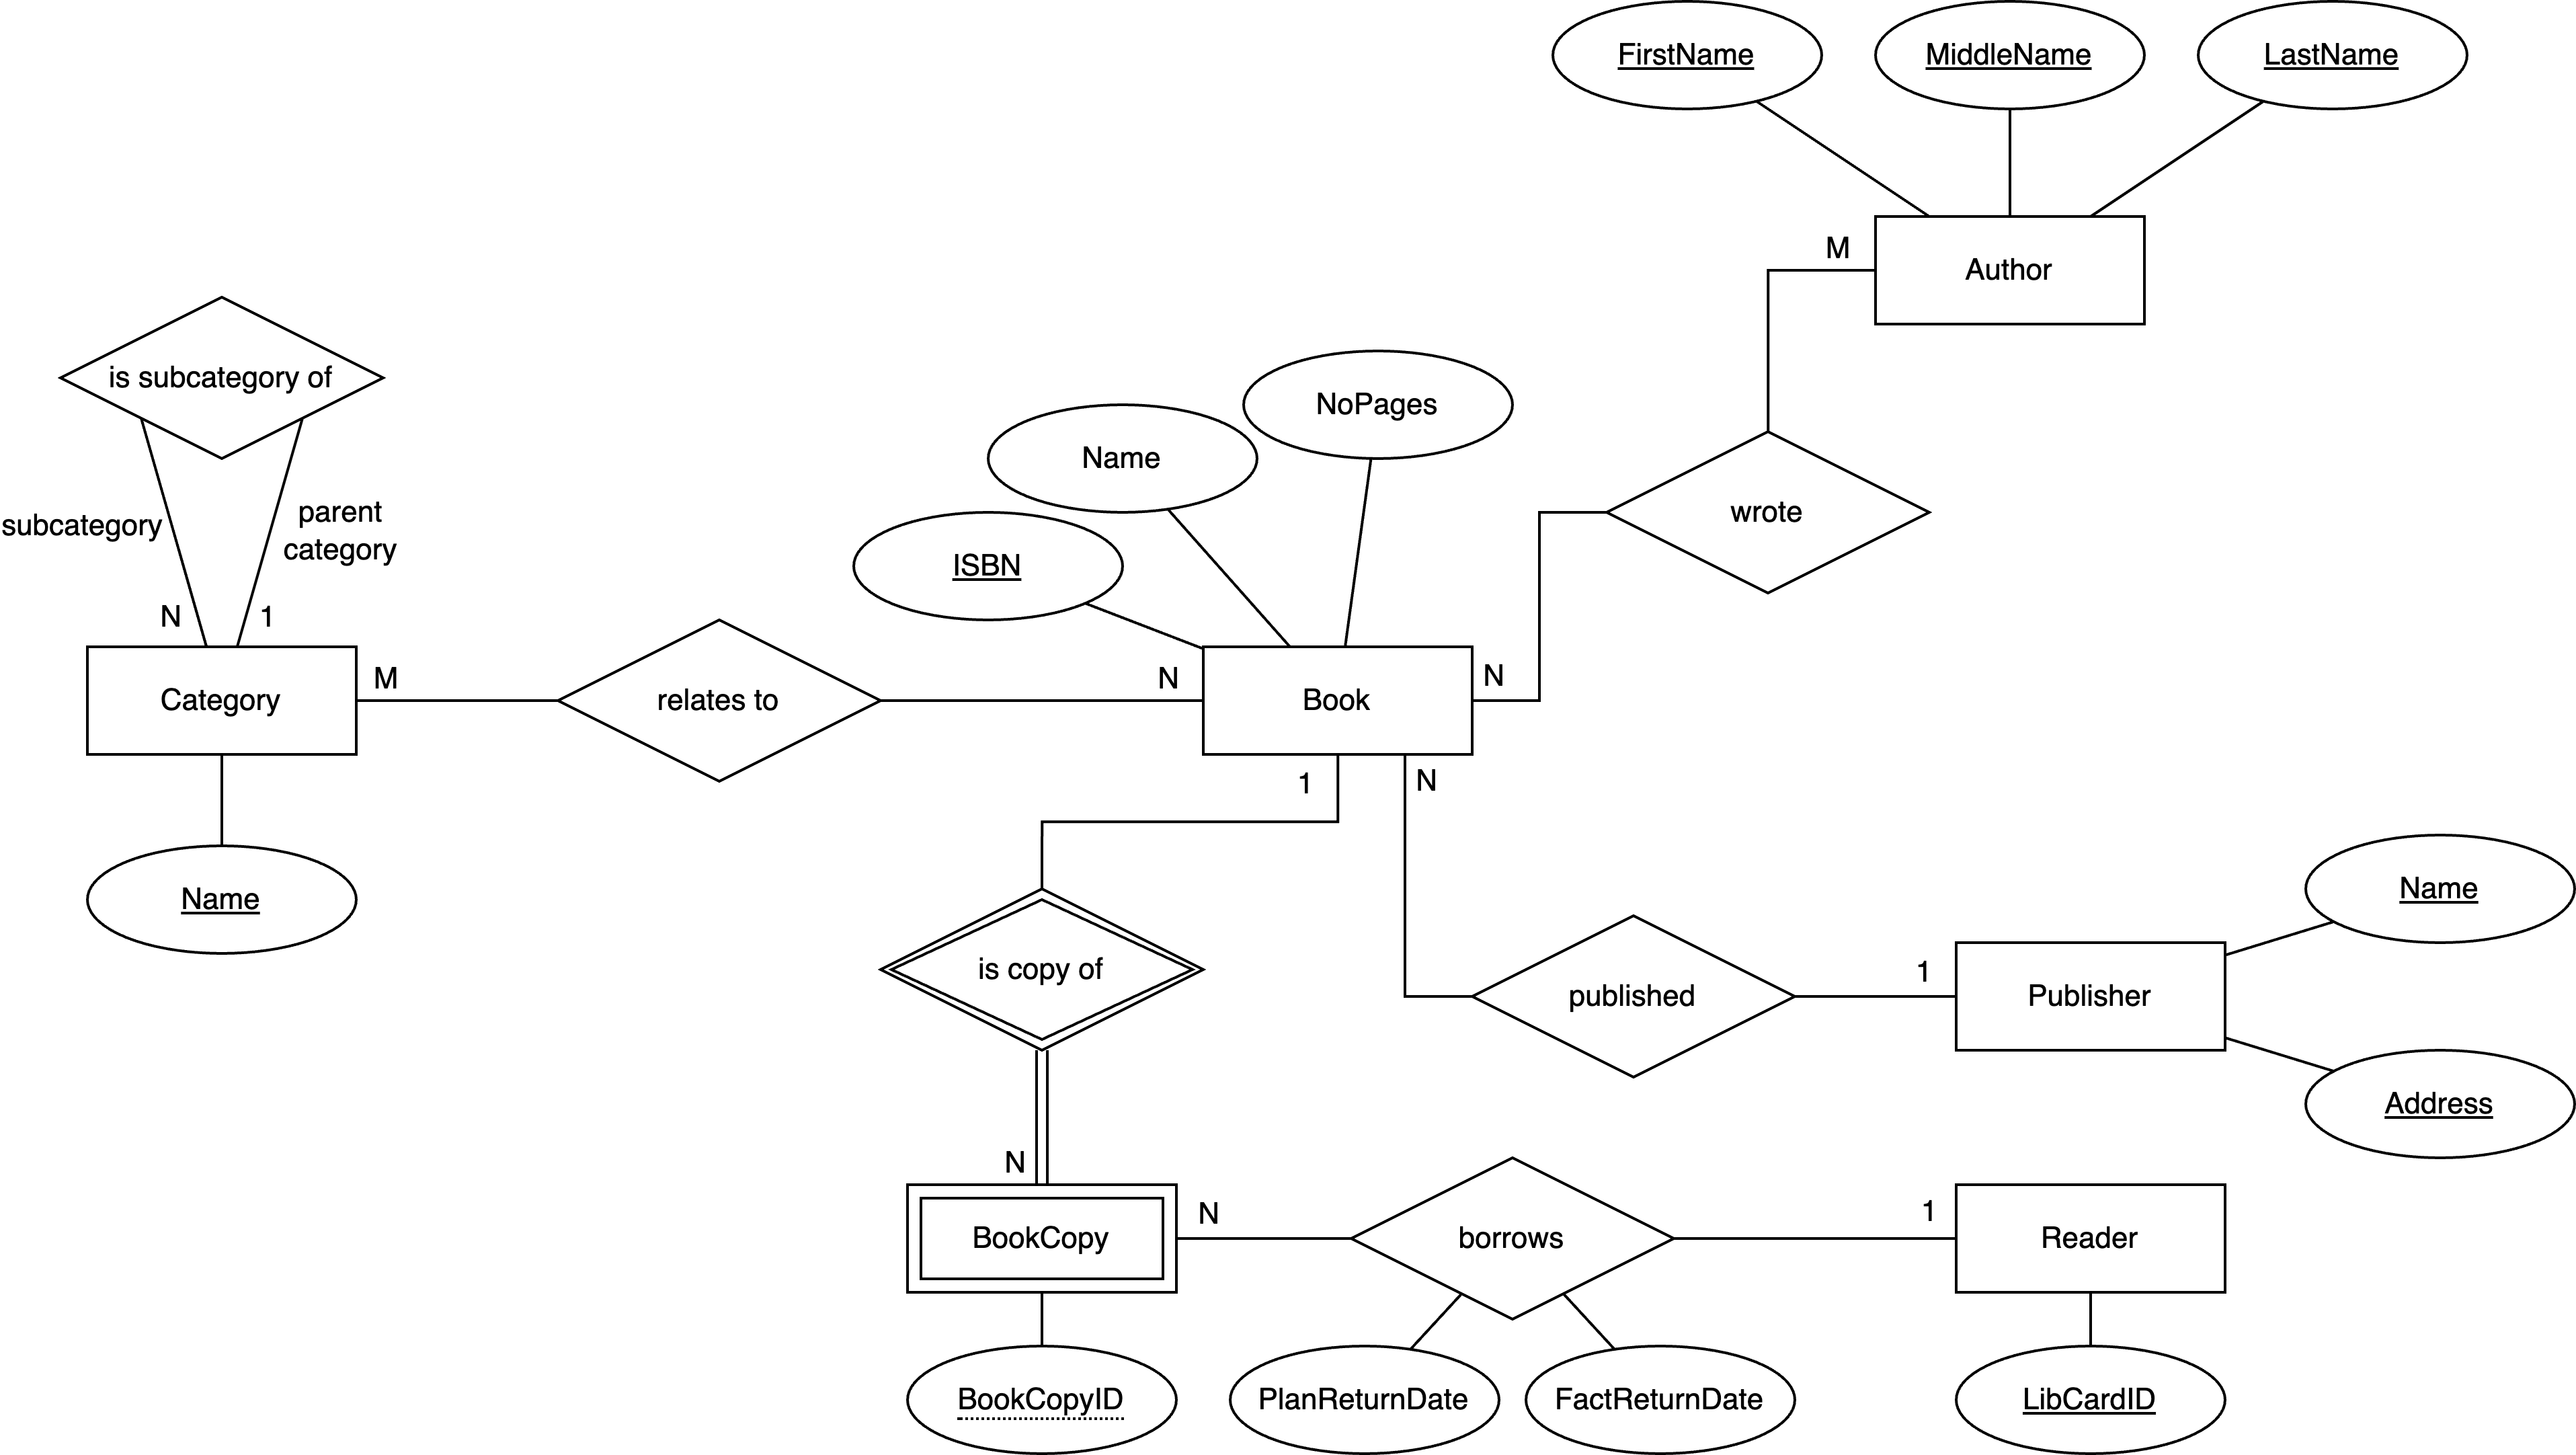 FirstName
MiddleName
LastName
M
Author
is subcategory of
NoPages
Name
subcategory
parent
category
wrote
ISBN
N
1
Category
M
relates to
N
Book
N
1
N
Name
Name
is copy of
published
1
Publisher
Address
N
BookCopy
N
borrows
1
Reader
BookCopyID
PlanReturnDate
FactReturnDate
LibCardID